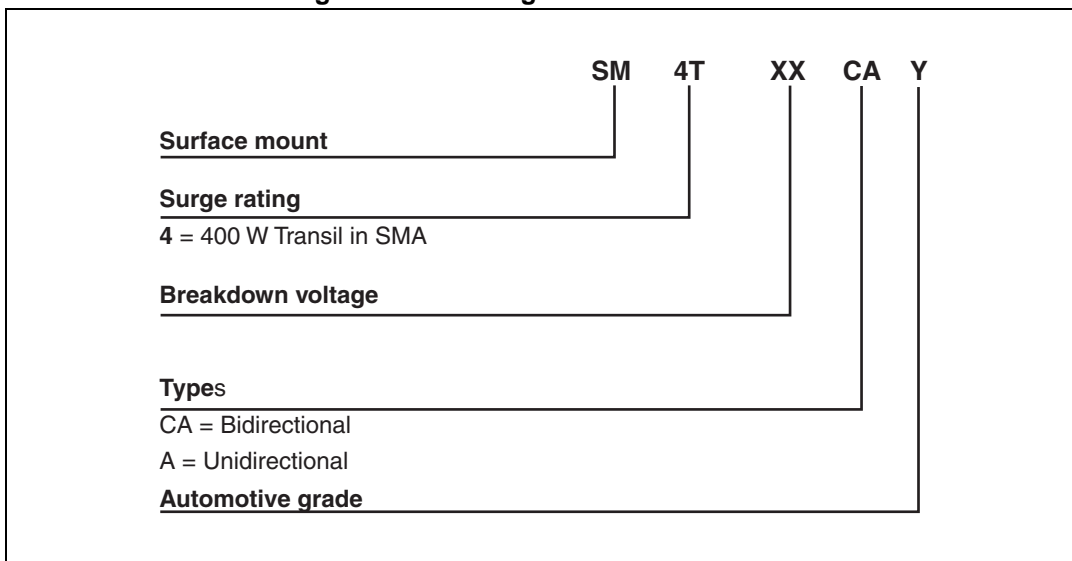 SM 4T XX CA Y
Surface mount
Surge rating
4 = 400 W Transil in SMA
Breakdown voltage
Types
CA = Bidirectional
A = Unidirectional
Automotive grade